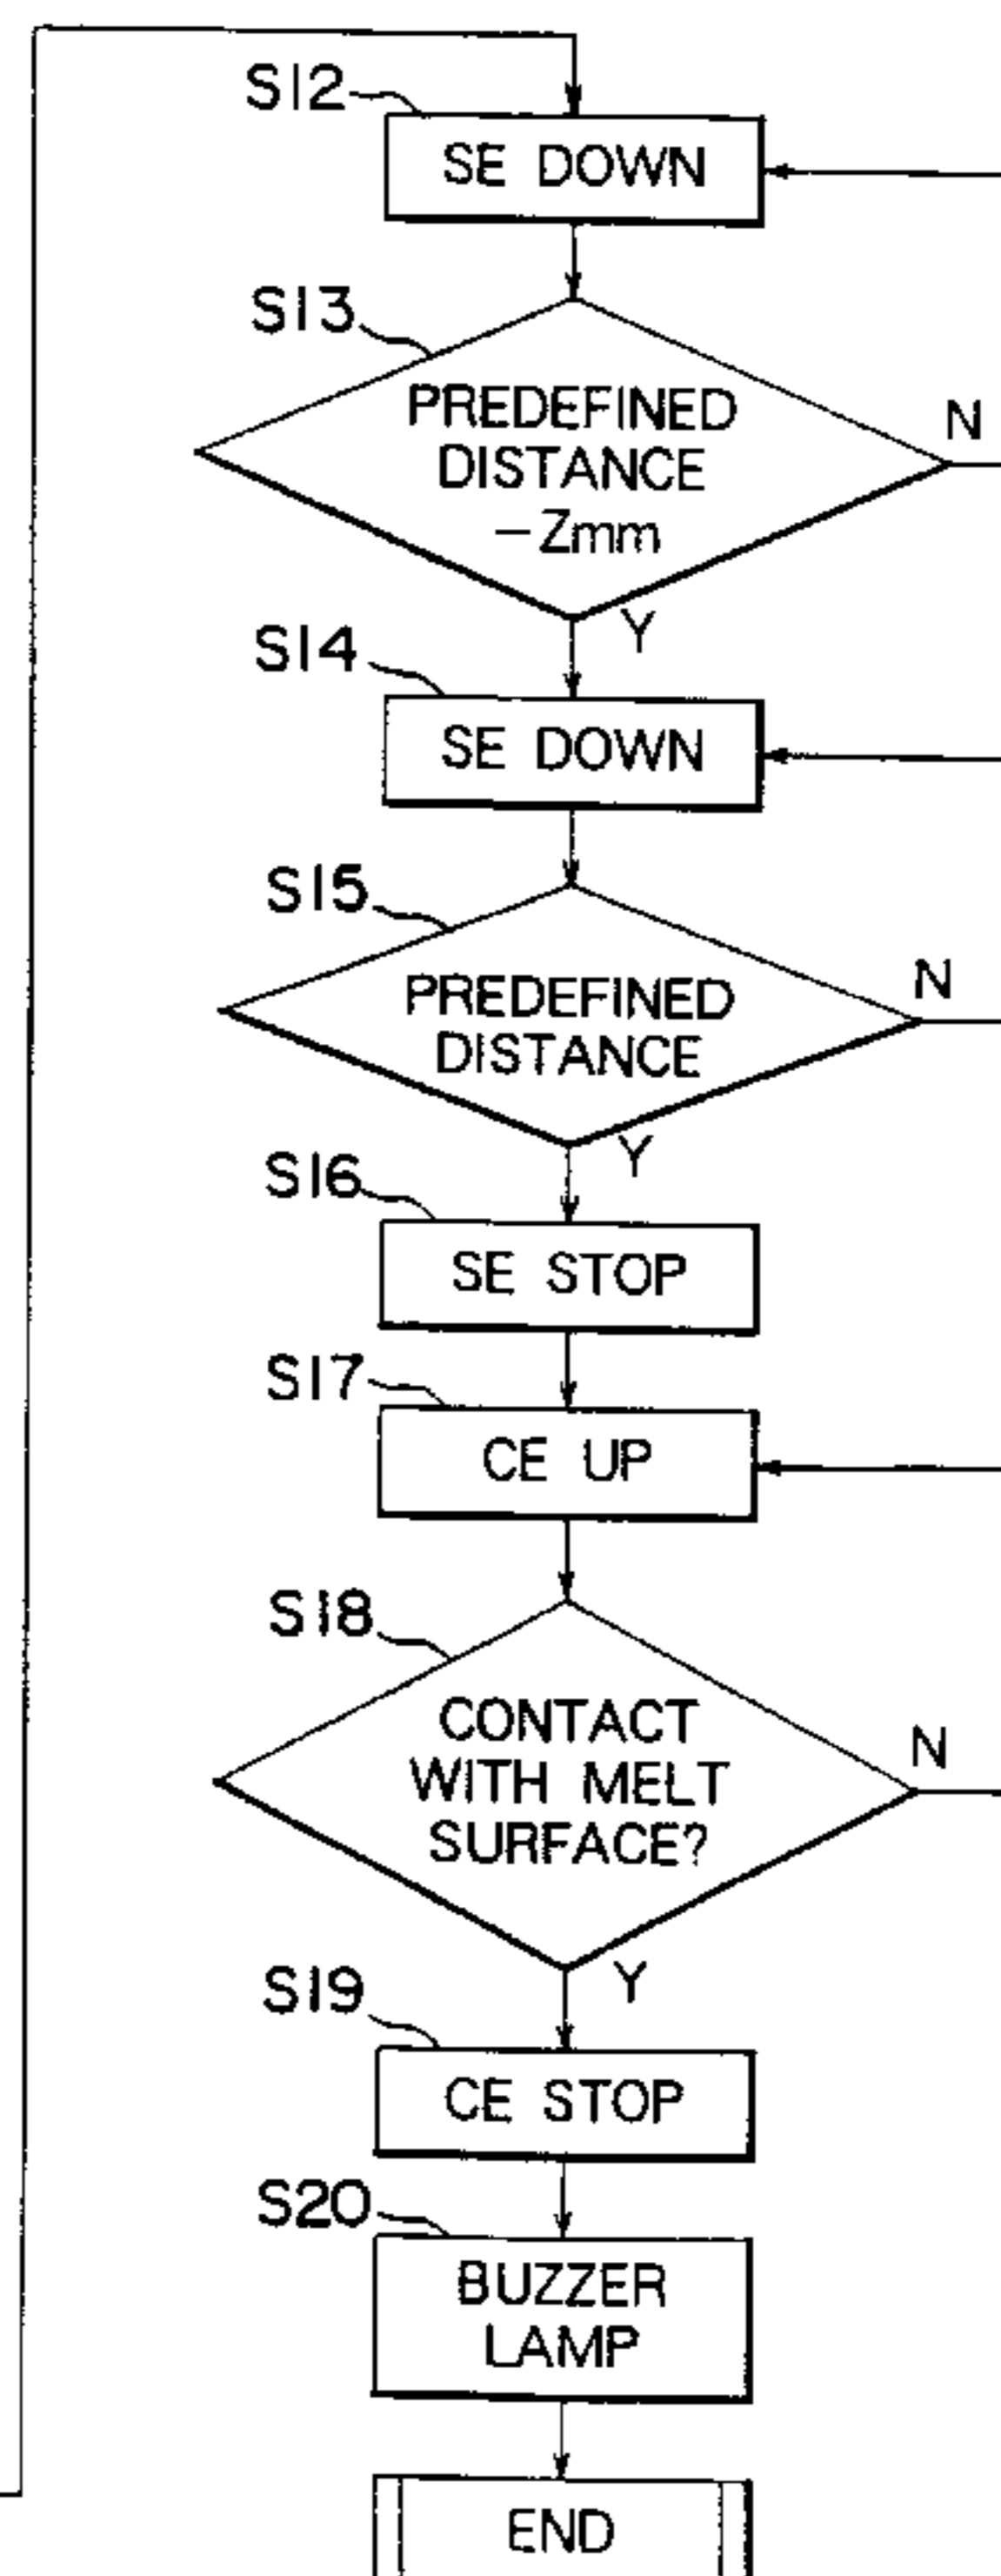 S12
SE DOWN
S13
PREDEFINED
DISTANCE
-Zmm
N
Y
S14
SE DOWN
S15
PREDEFINED
DISTANCE
N
Y
S16
SE STOP
S17
CE UP
S18
CONTACT
WITH MELT
SURFACE?
N
Y
S19
CE STOP
S20
BUZZER
LAMP
END